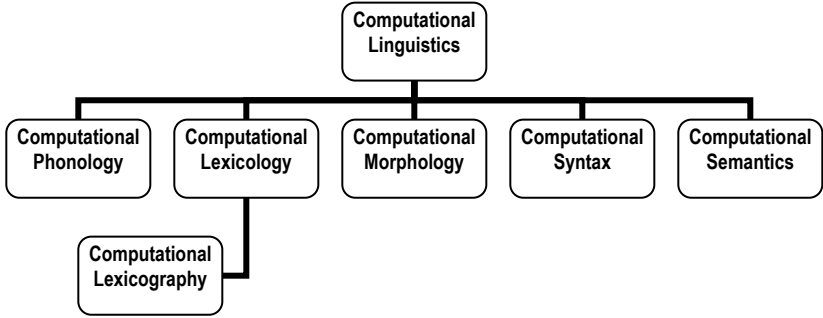 Computational
Linguistics
Computational
Phonology
Computational
Lexicology
Computational
Morphology
Computational
Syntax
Computational
Semantics
Computational
Lexicography